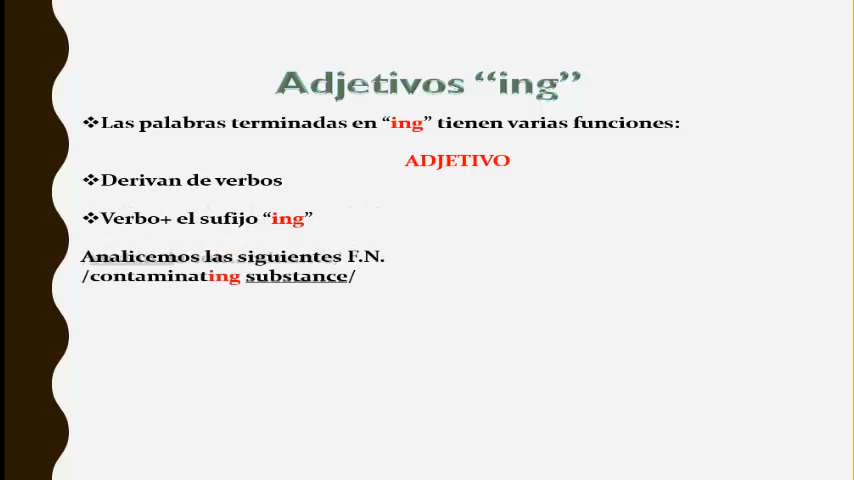 Adjetivos “ing”
❖Las palabras terminadas en “ing” tienen varias funciones:
ADJETIVO
❖Derivan de verbos
❖Verbo+ el sufijo “ing”
Analicemos las siguientes F.N.
/contaminating substance/